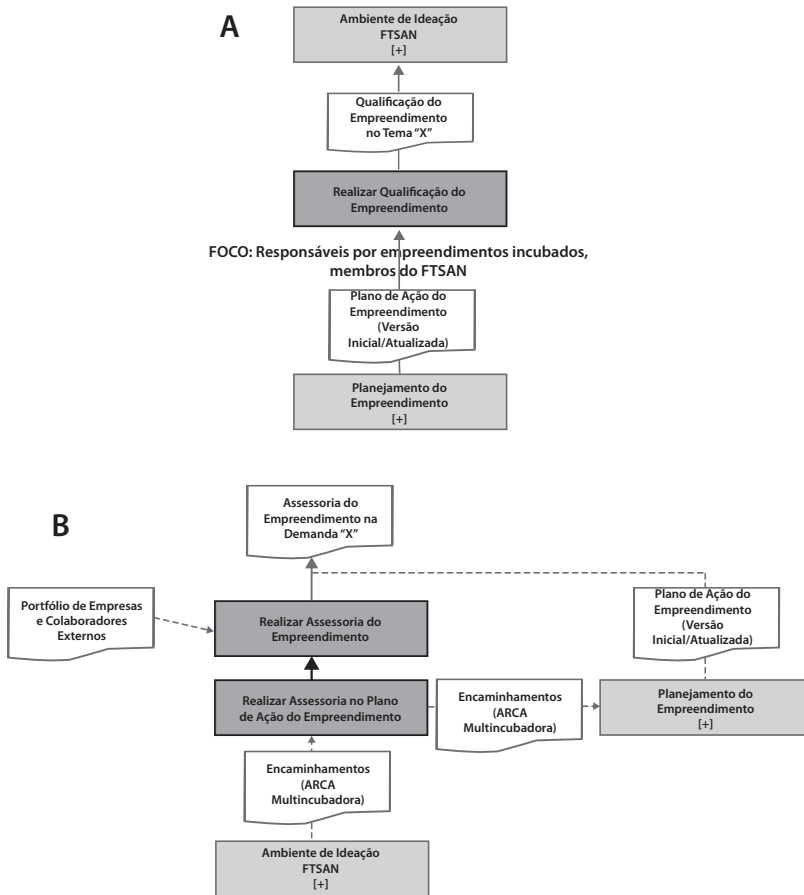 A
Ambiente de Ideação
FTSAN
[+]
Qualificação do
Empreendimento
no Tema “X”
Realizar Qualificação do
Empreendimento
FOCO: Responsáveis por empreendimentos incubados,
membros do FTSAN
Plano de Ação do
Empreendimento
(Versão
Inicial/Atualizada)
Planejamento do
Empreendimento
[+]
B
Assessoria do
Empreendimento na
Demanda “X”
Portfólio de Empresas
e Colaboradores
Externos
Realizar Assessoria do
Empreendimento
Plano de Ação do
Empreendimento
(Versão
Inicial/Atualizada)
Realizar Assessoria no Plano
de Ação do Empreendimento
Encaminhamentos
(ARCA
Multincubadora)
Planejamento do
Empreendimento
[+]
Encaminhamentos
(ARCA
Multincubadora)
Ambiente de Ideação
FTSAN
[+]